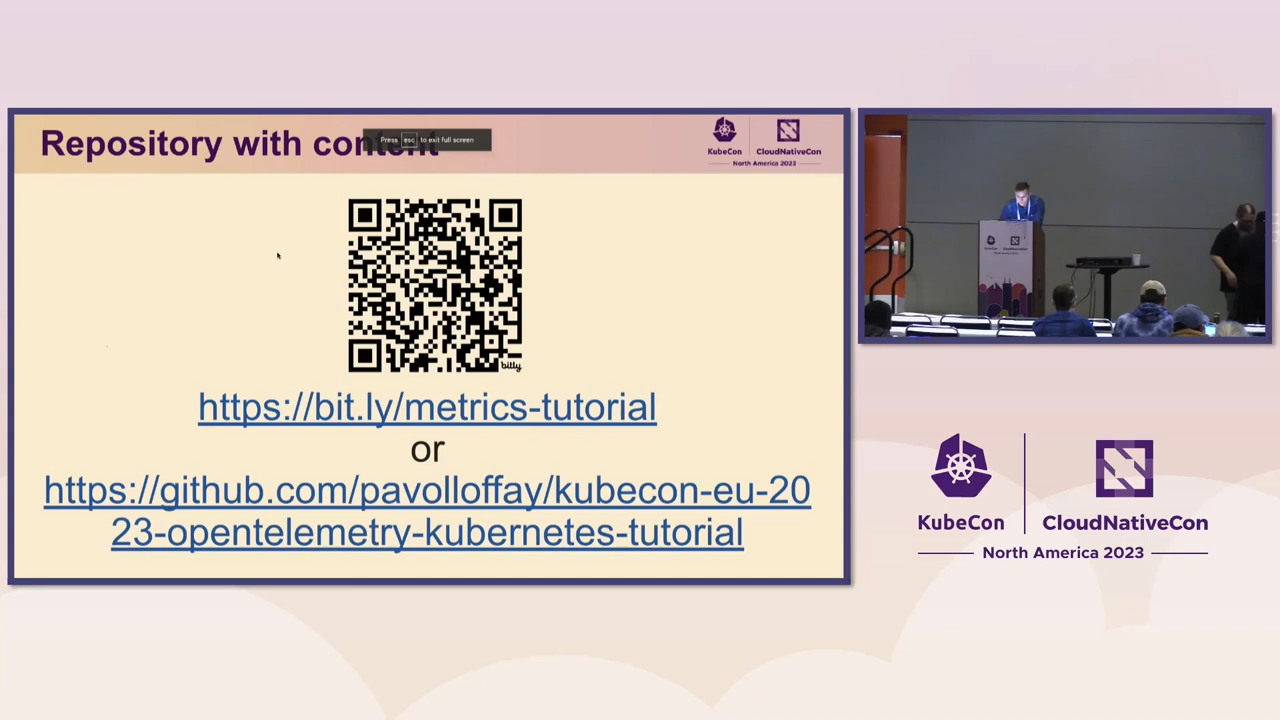 Repository with content
Press esc to exit full screen
KubeCon
CloudNativeCon
North America 2023
bitly
https://bit.ly/metrics-tutorial
or
https://github.com/pavolloffay/kubecon-eu-20
23-opentelemetry-kubernetes-tutorial
KubeCon
CloudNativeCon
North America 2023